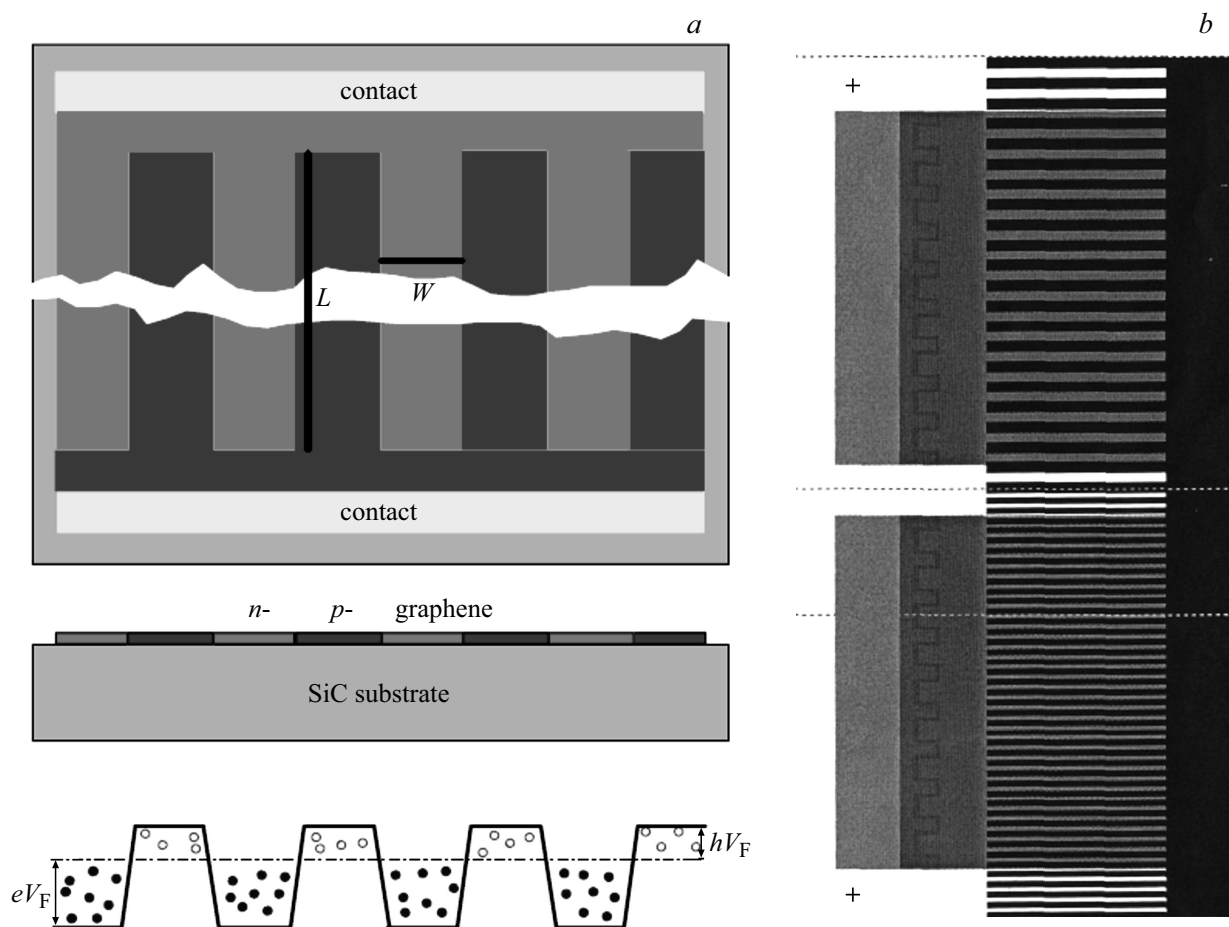 a
contact
L
W
contact
n- p- graphene
SiC substrate
eV_F
hV_F
b
+
+